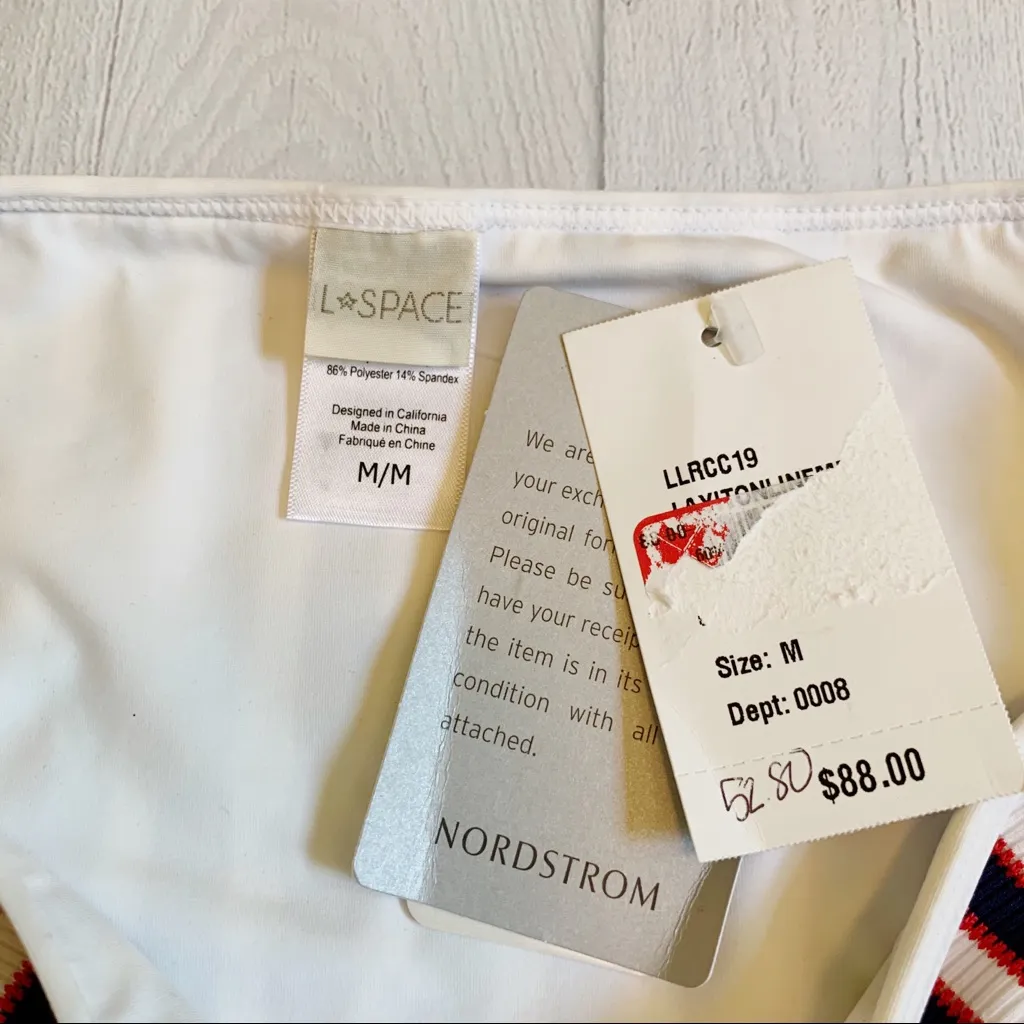 L☆SPACE
86% Polyester 14% Spandex
Designed in California
Made in China
Fabriqué en Chine
M/M
We are
your exch
original for
Please be su
have your receip
the item is in its
condition with all
attached.
NORDSTROM
LLRCC19
Size: M
Dept: 0008
52.80
$88.00